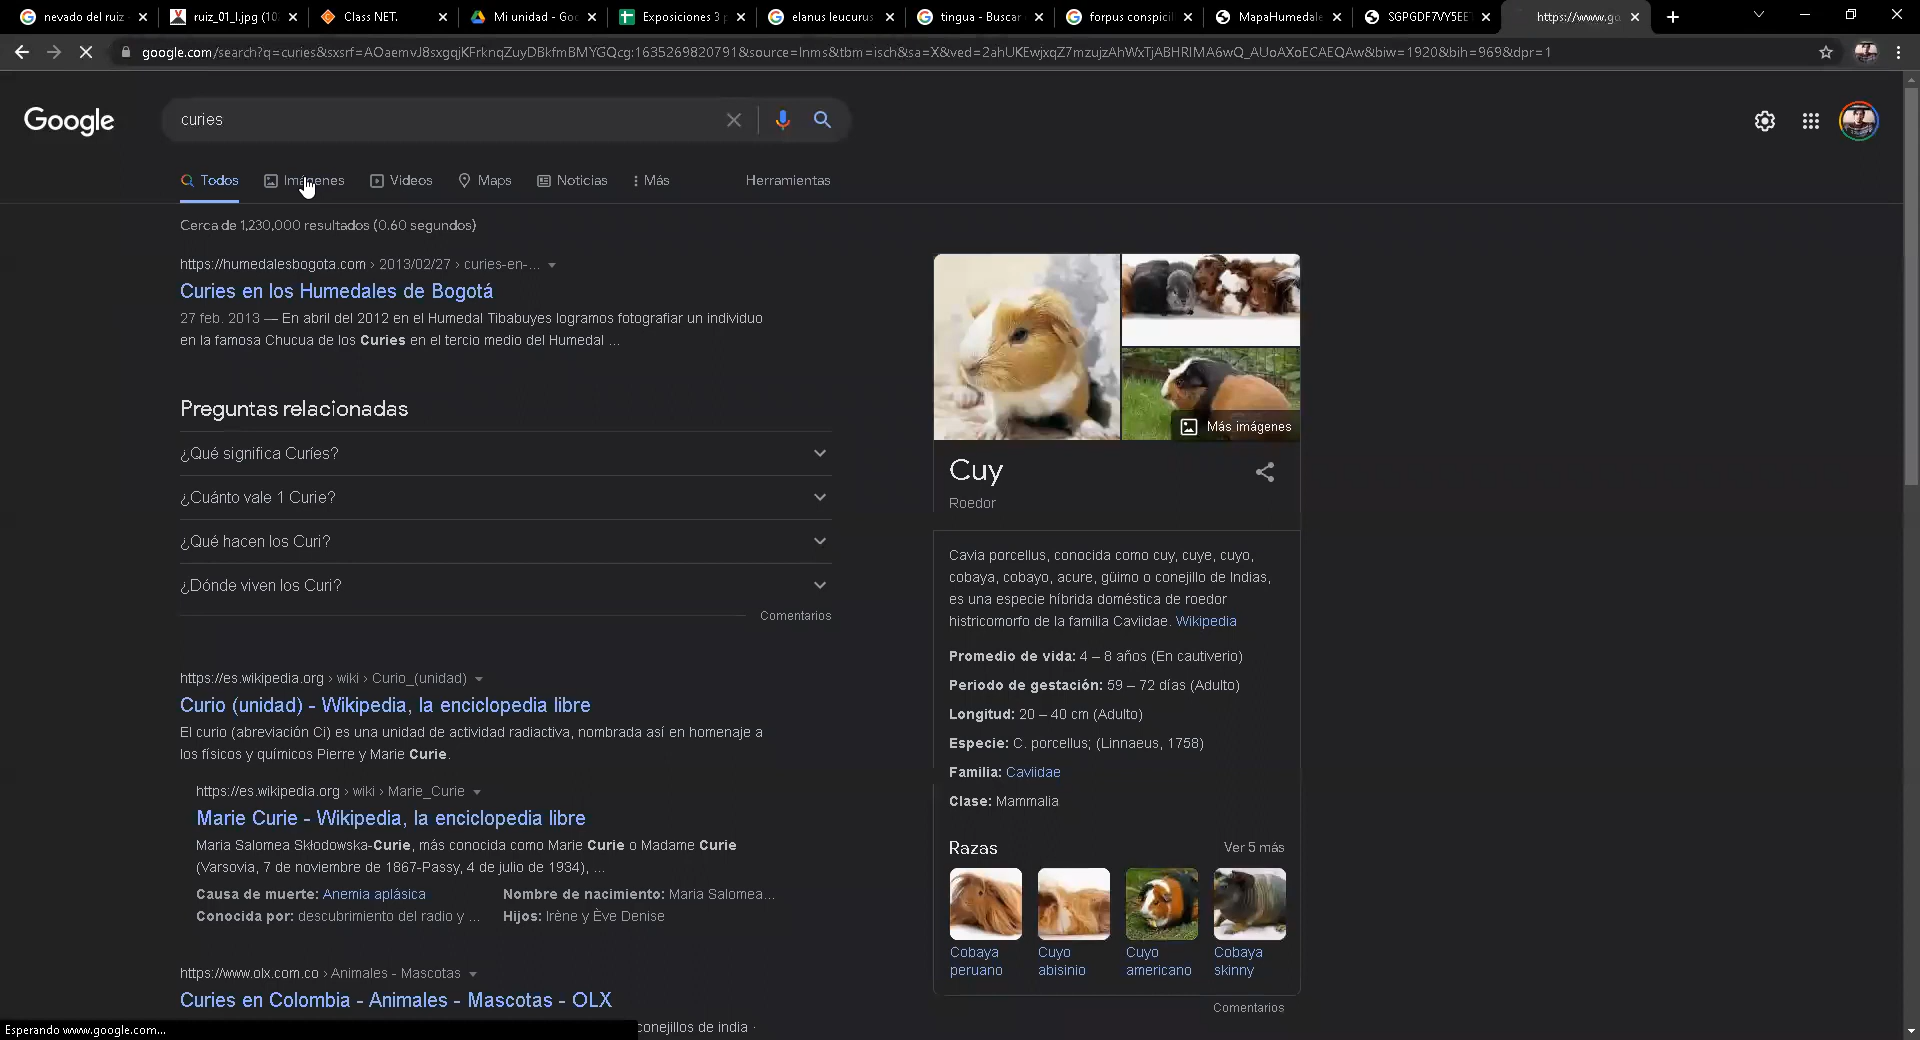 nevado del ruiz -
ruiz_01_l.jpg (10
Class NET.
Mi unidad - Goo
Exposiciones 3 p
elanus leucurus
tingua - Buscar
forpus conspicil
MapaHumedale
SGPGDF7VY5EE
https://www.go
google.com/search?q=curies&sxsrf=AOaemvJ8sxgqjKFrknqZuyDBkfmBMYGQcg:1635269820791&source=lnms&tbm=isch&sa=X&ved=2ahUKEwjxqZ7mzujzAhWxTjABHRIMA6wQ_AUoAXoECAEQAw&biw=1920&bih=969&dpr=1
Google
curies
Todos
Imágenes
Videos
Maps
Noticias
Más
Herramientas
Cerca de 1,230,000 resultados (0.60 segundos)
https://humedalesbogota.com › 2013/02/27 › curies-en-...
Curies en los Humedales de Bogotá
27 feb. 2013 — En abril del 2012 en el Humedal Tibabuyes logramos fotografiar un individuo
en la famosa Chucua de los Curies en el tercio medio del Humedal ...
Preguntas relacionadas
¿Qué significa Curíes?
¿Cuánto vale 1 Curie?
¿Qué hacen los Curi?
¿Dónde viven los Curi?
Comentarios
https://es.wikipedia.org › wiki › Curio_(unidad)
Curio (unidad) - Wikipedia, la enciclopedia libre
El curio (abreviación Ci) es una unidad de actividad radiactiva, nombrada así en homenaje a
los físicos y químicos Pierre y Marie Curie.
https://es.wikipedia.org › wiki › Marie_Curie
Marie Curie - Wikipedia, la enciclopedia libre
Maria Salomea Skłodowska-Curie, más conocida como Marie Curie o Madame Curie
(Varsovia, 7 de noviembre de 1867-Passy, 4 de julio de 1934), ...
Causa de muerte: Anemia aplásica
Nombre de nacimiento: Maria Salomea...
Conocida por: descubrimiento del radio y ...
Hijos: Irène y Ève Denise
https://www.olx.com.co › Animales - Mascotas
Curies en Colombia - Animales - Mascotas - OLX
conejillos de india ·
Esperando www.google.com...
Más imágenes
Cuy
Roedor
Cavia porcellus, conocida como cuy, cuye, cuyo,
cobaya, cobayo, acure, güimo o conejillo de Indias,
es una especie híbrida doméstica de roedor
histricomorfo de la familia Caviidae. Wikipedia
Promedio de vida: 4 – 8 años (En cautiverio)
Periodo de gestación: 59 – 72 días (Adulto)
Longitud: 20 – 40 cm (Adulto)
Especie: C. porcellus; (Linnaeus, 1758)
Familia: Caviidae
Clase: Mammalia
Razas
Ver 5 más
Cobaya
peruano
Cuyo
abisinio
Cuyo
americano
Cobaya
skinny
Comentarios